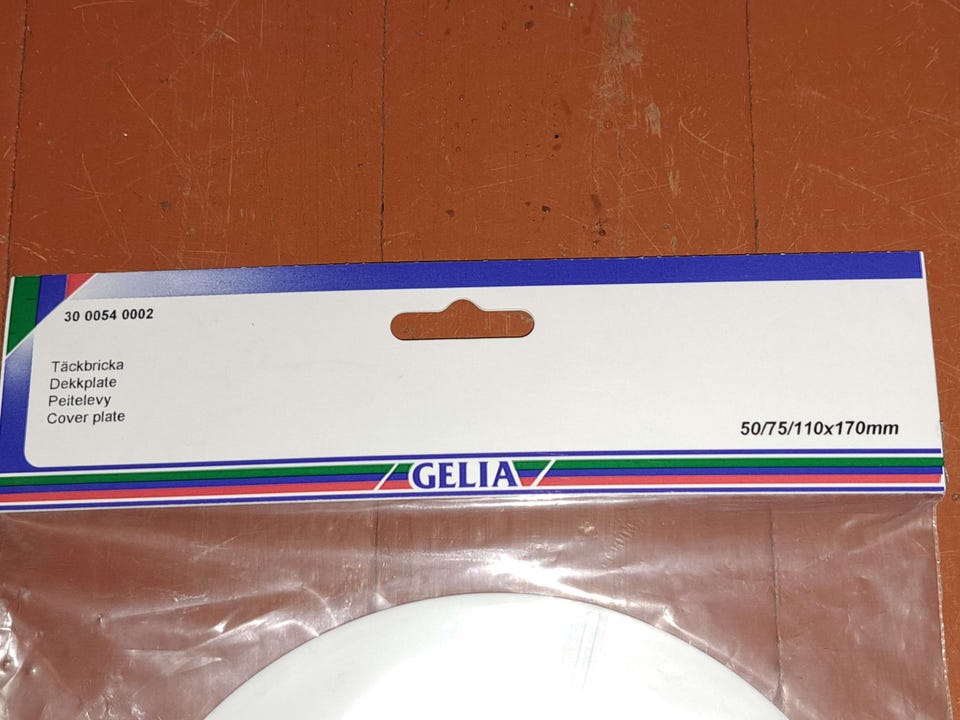 30 0054 0002
Täckbricka
Dekkplate
Peitelevy
Cover plate
50/75/110x170mm
GELIA